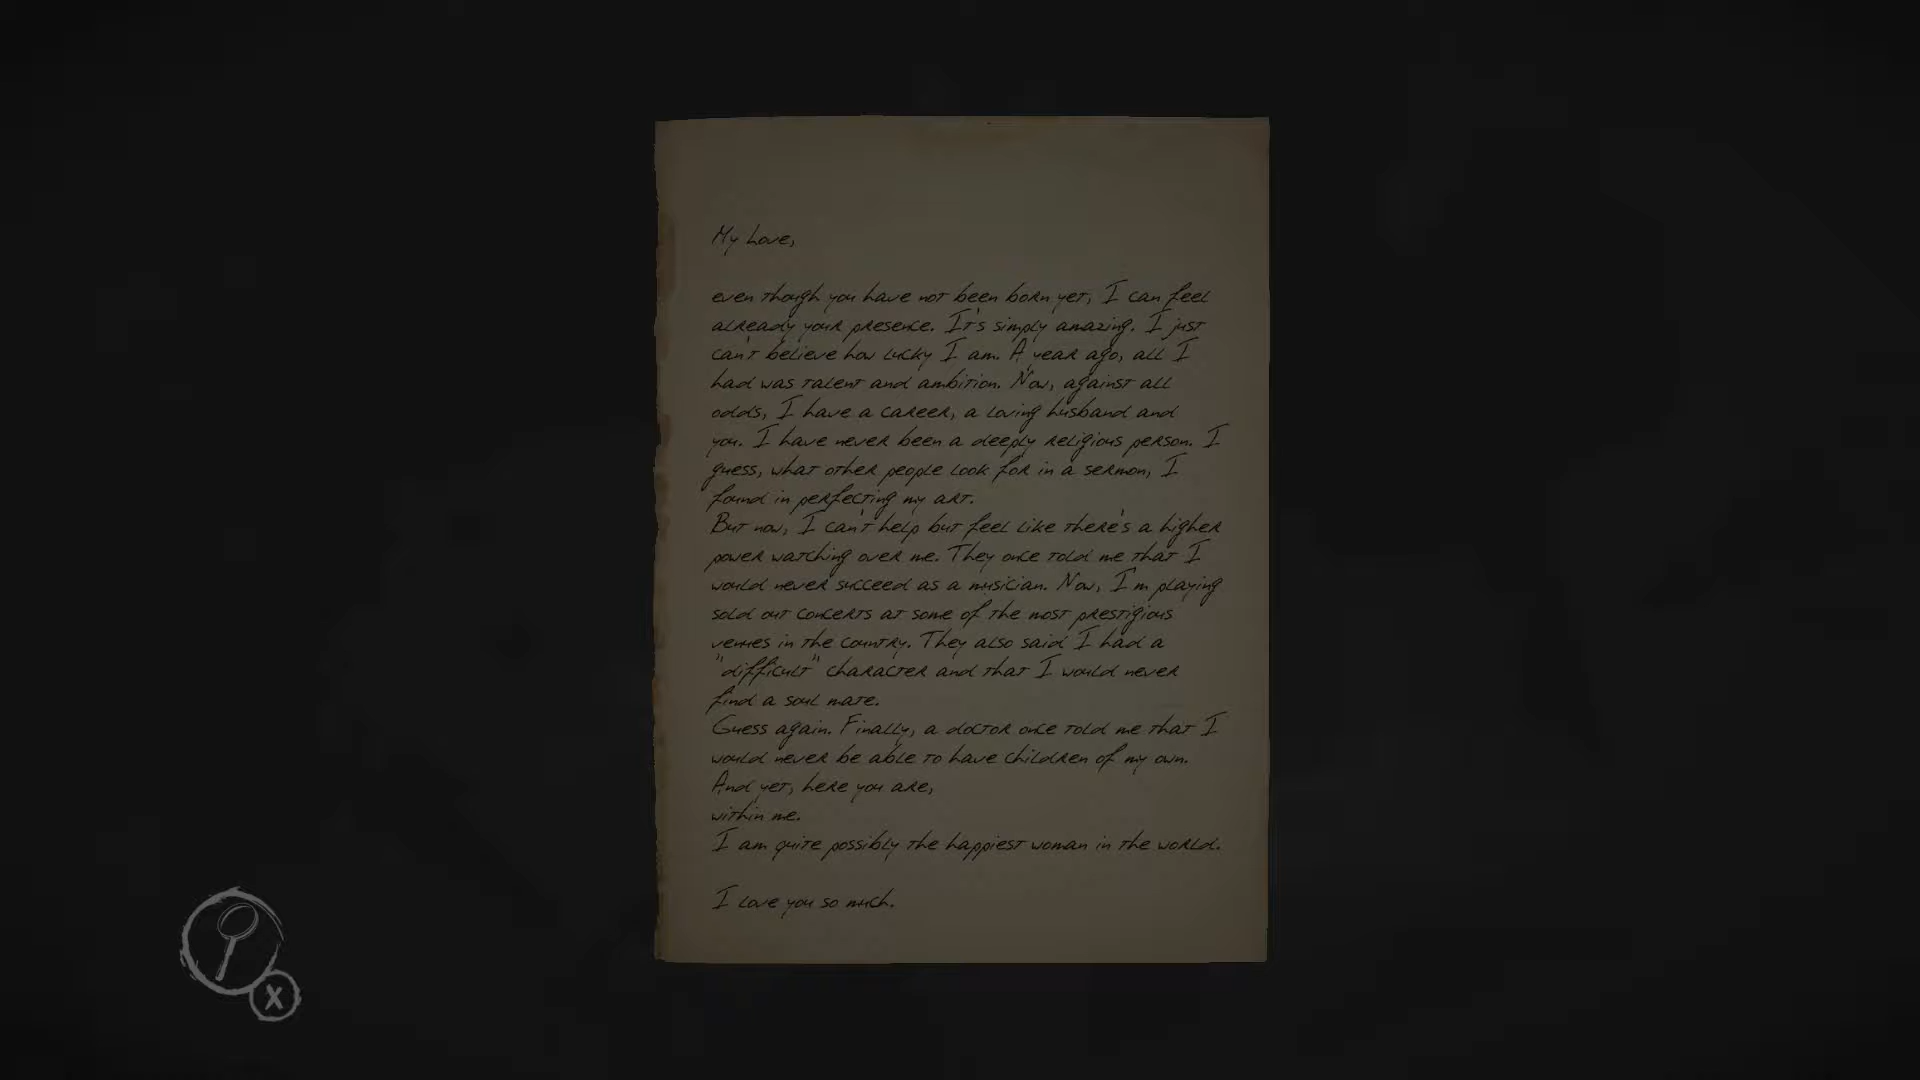 My Love,
even though you have not been born yet, I can feel
already your presence. It's simply amazing. I just
can't believe how lucky I am. A year ago, all I
had was talent and ambition. Now, against all
odds, I have a career, a loving husband and
you. I have never been a deeply religious person. I
guess, what other people look for in a sermon, I
found in perfecting my art.
But now, I can't help but feel like there's a higher
power watching over me. They once told me that I
would never succeed as a musician. Now, I'm playing
sold out concerts at some of the most prestigious
venues in the country. They also said I had a
"difficult" character and that I would never
find a soul mate.
Guess again. Finally, a doctor once told me that I
would never be able to have children of my own.
And yet, here you are,
within me.
I am quite possibly the happiest woman in the world.
I love you so much.
X